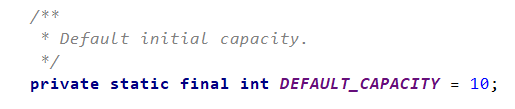 /**
* Default initial capacity.
*/
private static final int DEFAULT_CAPACITY = 10;